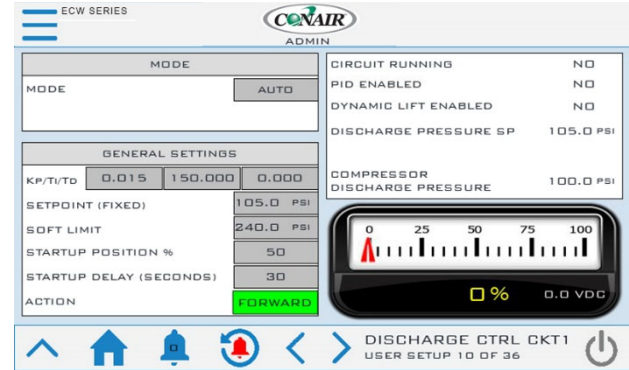 ECW SERIES
CONAIR
ADMIN
MODE
MODE AUTO
CIRCUIT RUNNING NO
PID ENABLED NO
DYNAMIC LIFT ENABLED NO
DISCHARGE PRESSURE SP 105.0 PSI
COMPRESSOR
DISCHARGE PRESSURE 100.0 PSI
GENERAL SETTINGS
KP/TI/TD 0.015 150.000 0.000
SETPOINT (FIXED) 105.0 PSI
SOFT LIMIT 240.0 PSI
STARTUP POSITION % 50
STARTUP DELAY (SECONDS) 30
ACTION FORWARD
0 25 50 75 100
0 % 0.0 VDC
0
DISCHARGE CTRL CKT1
USER SETUP 10 OF 36